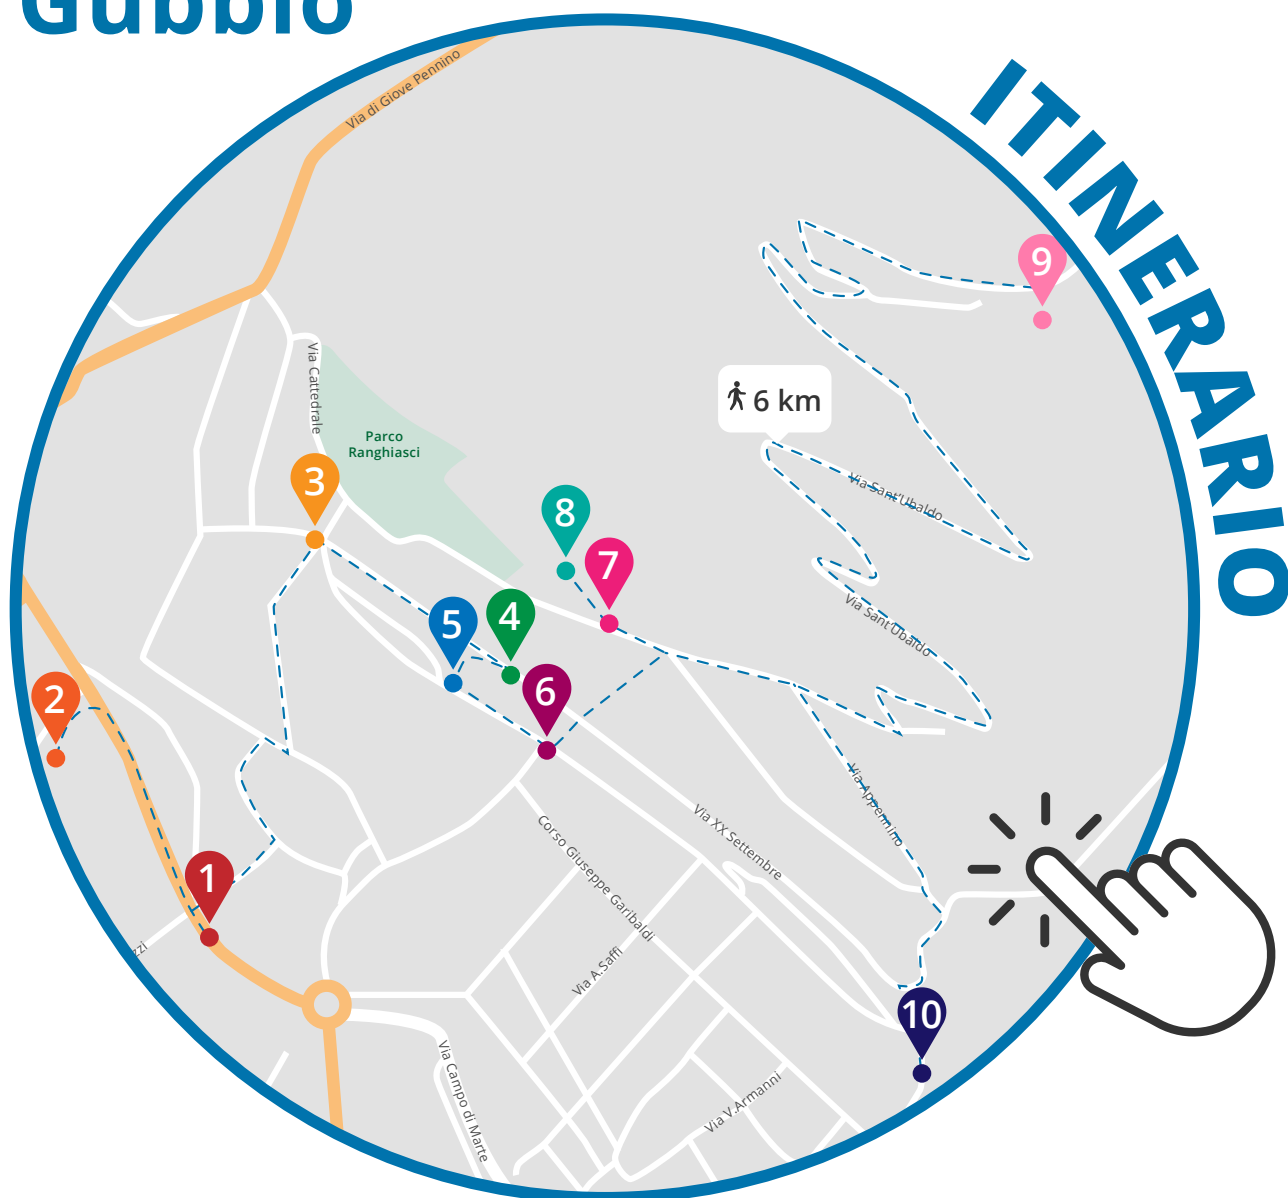 Gubbio
ITINERARIO
Via di Giove Pennino
9
Via Cattedrale
6 km
Parco
Ranghiasci
3
Via Sant'Ubaldo
8
7
4
5
Via Sant'Ubaldo
6
2
Via Appennino
Via XX Settembre
1
Corso Giuseppe Garibaldi
zzi
Via A.Saffi
10
Via Campo di Marte
Via V.Armanni